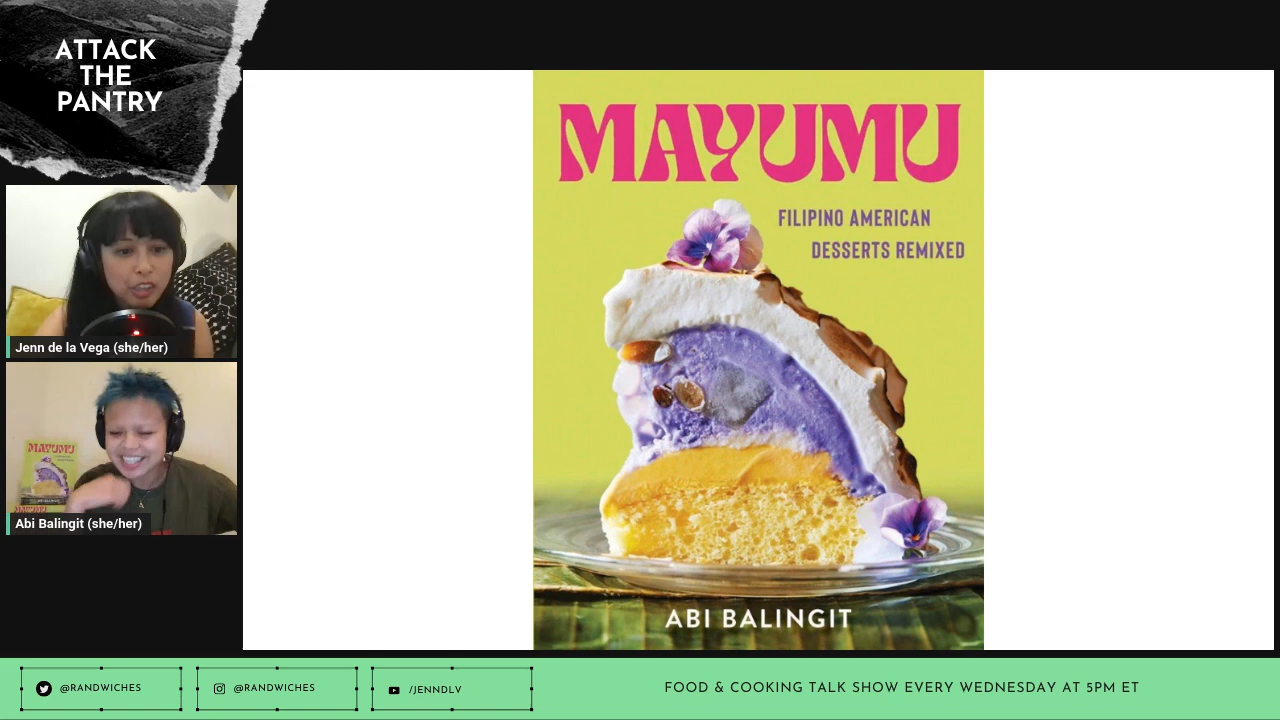 ATTACK
THE
PANTRY
MAYUMU
FILIPINO AMERICAN
DESSERTS REMIXED
ABI BALINGIT
Jenn de la Vega (she/her)
MAYUMU
Abi Balingit (she/her)
@RANDWICHES
@RANDWICHES
/JENNDLV
FOOD & COOKING TALK SHOW EVERY WEDNESDAY AT 5PM ET